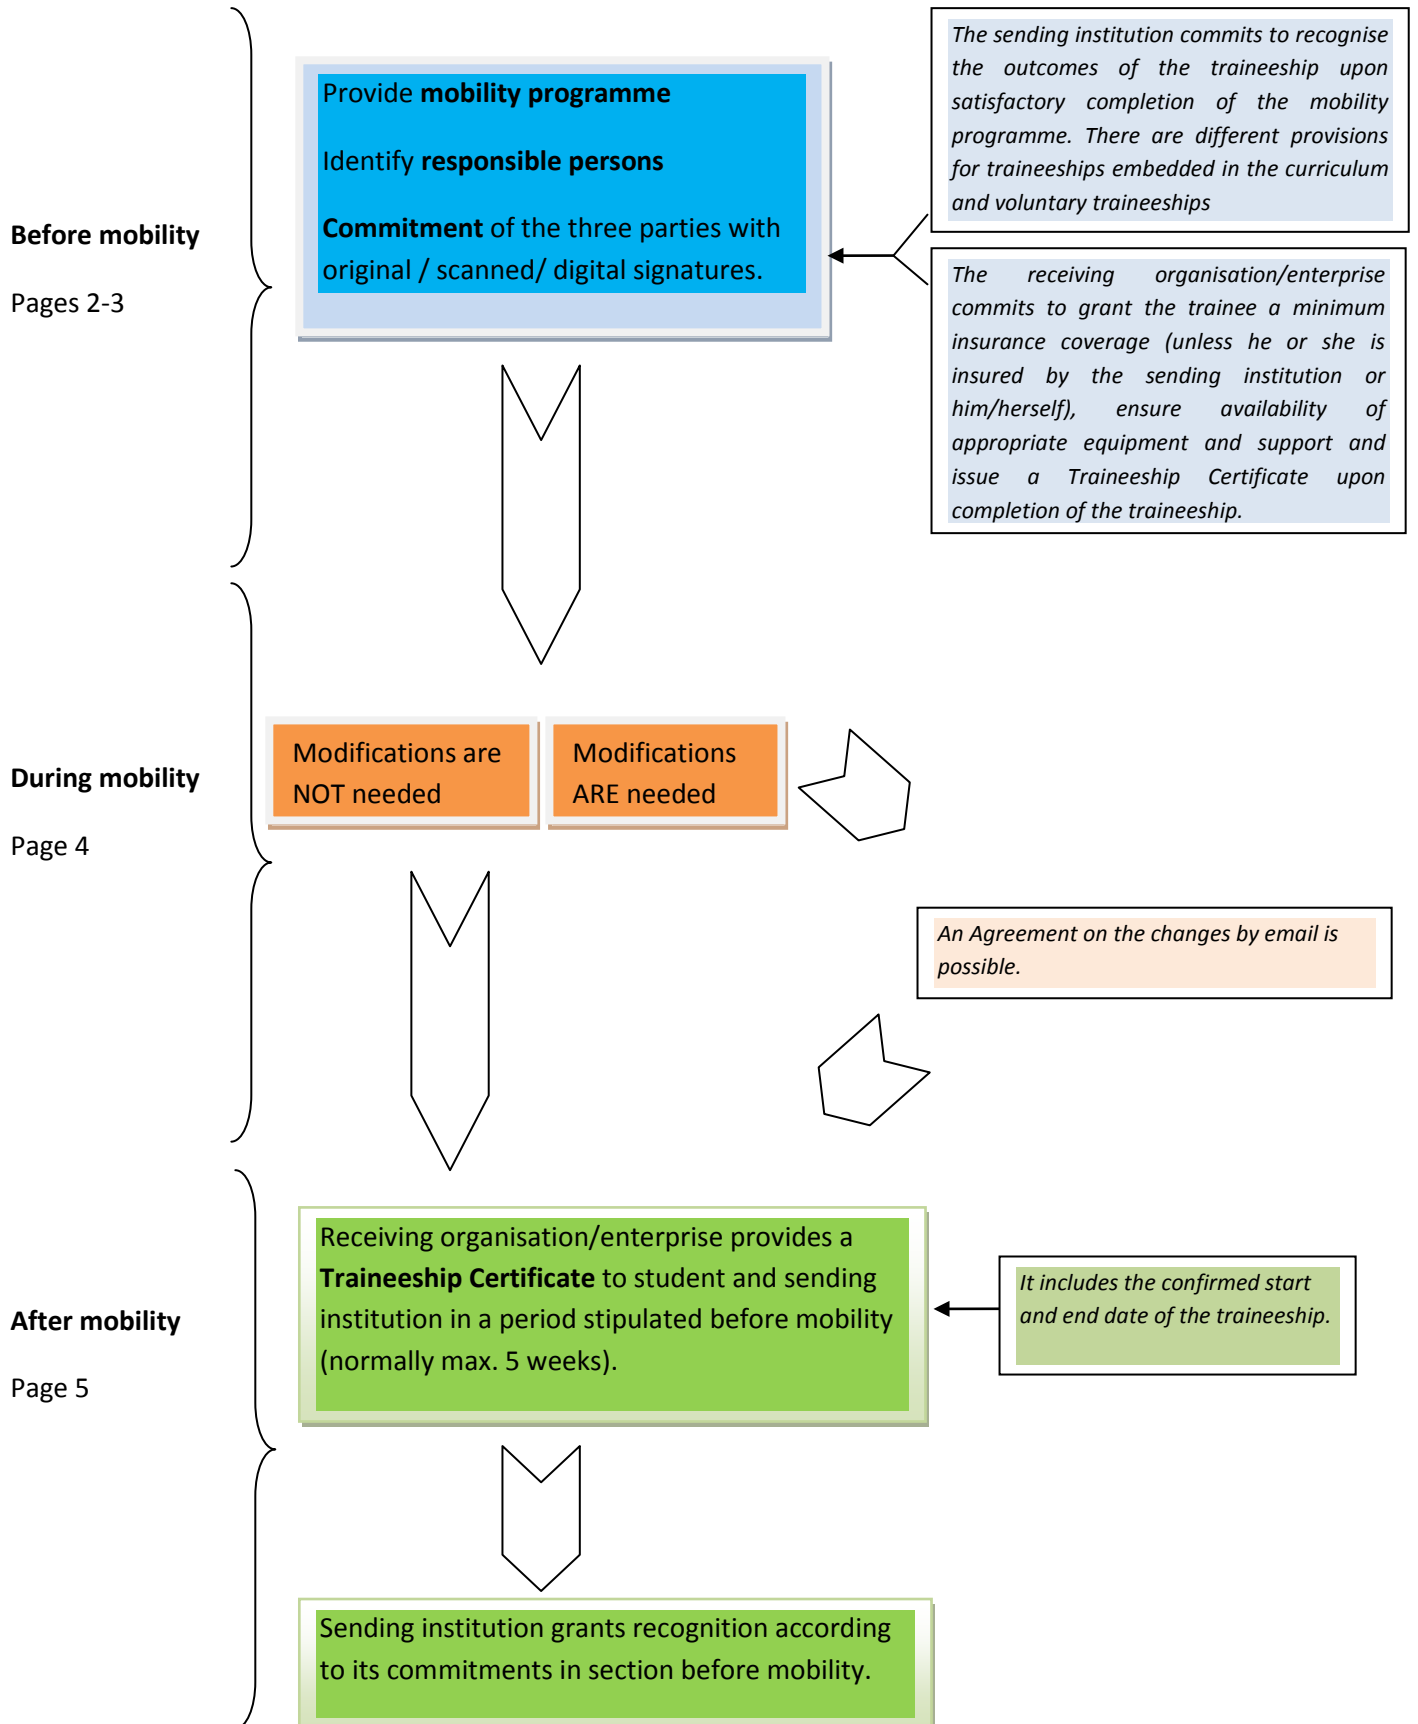 Before mobility
Pages 2-3
Provide mobility programme
Identify responsible persons
Commitment of the three parties with
original / scanned/ digital signatures.
The sending institution commits to recognise
the outcomes of the traineeship upon
satisfactory completion of the mobility
programme. There are different provisions
for traineeships embedded in the curriculum
and voluntary traineeships
The receiving organisation/enterprise
commits to grant the trainee a minimum
insurance coverage (unless he or she is
insured by the sending institution or
him/herself), ensure availability of
appropriate equipment and support and
issue a Traineeship Certificate upon
completion of the traineeship.
During mobility
Page 4
Modifications are
NOT needed
Modifications
ARE needed
An Agreement on the changes by email is
possible.
After mobility
Page 5
Receiving organisation/enterprise provides a
Traineeship Certificate to student and sending
institution in a period stipulated before mobility
(normally max. 5 weeks).
It includes the confirmed start
and end date of the traineeship.
Sending institution grants recognition according
to its commitments in section before mobility.